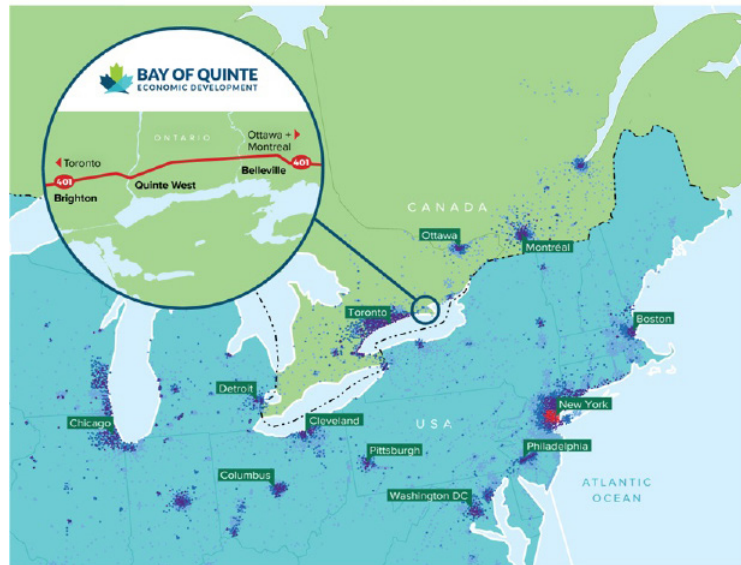 BAY OF QUINTE
ECONOMIC DEVELOPMENT
ONTARIO
Toronto
Ottawa +
Montreal
401
401
Brighton
Quinte West
Belleville
CANADA
Ottawa
Montréal
Toronto
Boston
Detroit
Chicago
Cleveland
USA
New York
Pittsburgh
Philadelphia
Columbus
Washington DC
ATLANTIC
OCEAN